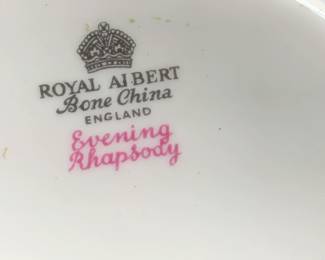 ROYAL ALBERT
Bone China
ENGLAND
Evening
Rhapsody